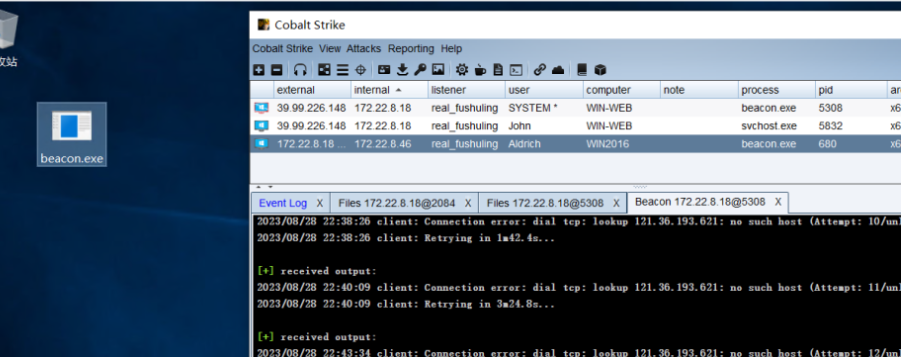 Cobalt Strike
Cobalt Strike View Attacks Reporting Help
收站
beacon.exe
external internal listener user computer note process pid
39.99.226.148 172.22.8.18 real_fushuling SYSTEM * WIN-WEB beacon.exe 5308 x6
39.99.226.148 172.22.8.18 real_fushuling John WIN-WEB svchost.exe 5832 x6
172.22.8.18 ... 172.22.8.46 real_fushuling Aldrich WIN2016 beacon.exe 680 x6
Event Log X Files 172.22.8.18@2084 X Files 172.22.8.18@5308 X Beacon 172.22.8.18@5308 X
2023/08/28 22:38:26 client: Connection error: dial tcp: lookup 121.36.193.621: no such host (Attempt: 10/unl
2023/08/28 22:38:26 client: Retrying in 1m42.4s...
[+] received output:
2023/08/28 22:40:09 client: Connection error: dial tcp: lookup 121.36.193.621: no such host (Attempt: 11/unl
2023/08/28 22:40:09 client: Retrying in 3m24.8s...
[+] received output:
2023/08/28 22:43:34 client: Connection error: dial tcp: lookup 121.36.193.621: no such host (Attempt: 12/unl